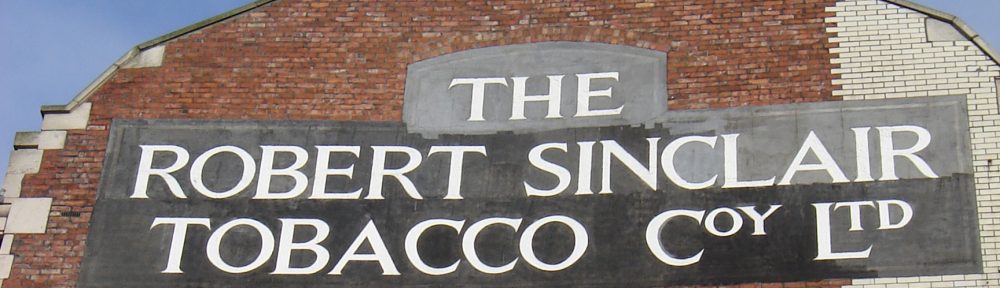 THE
ROBERT SINCLAIR
TOBACCO COY LTD